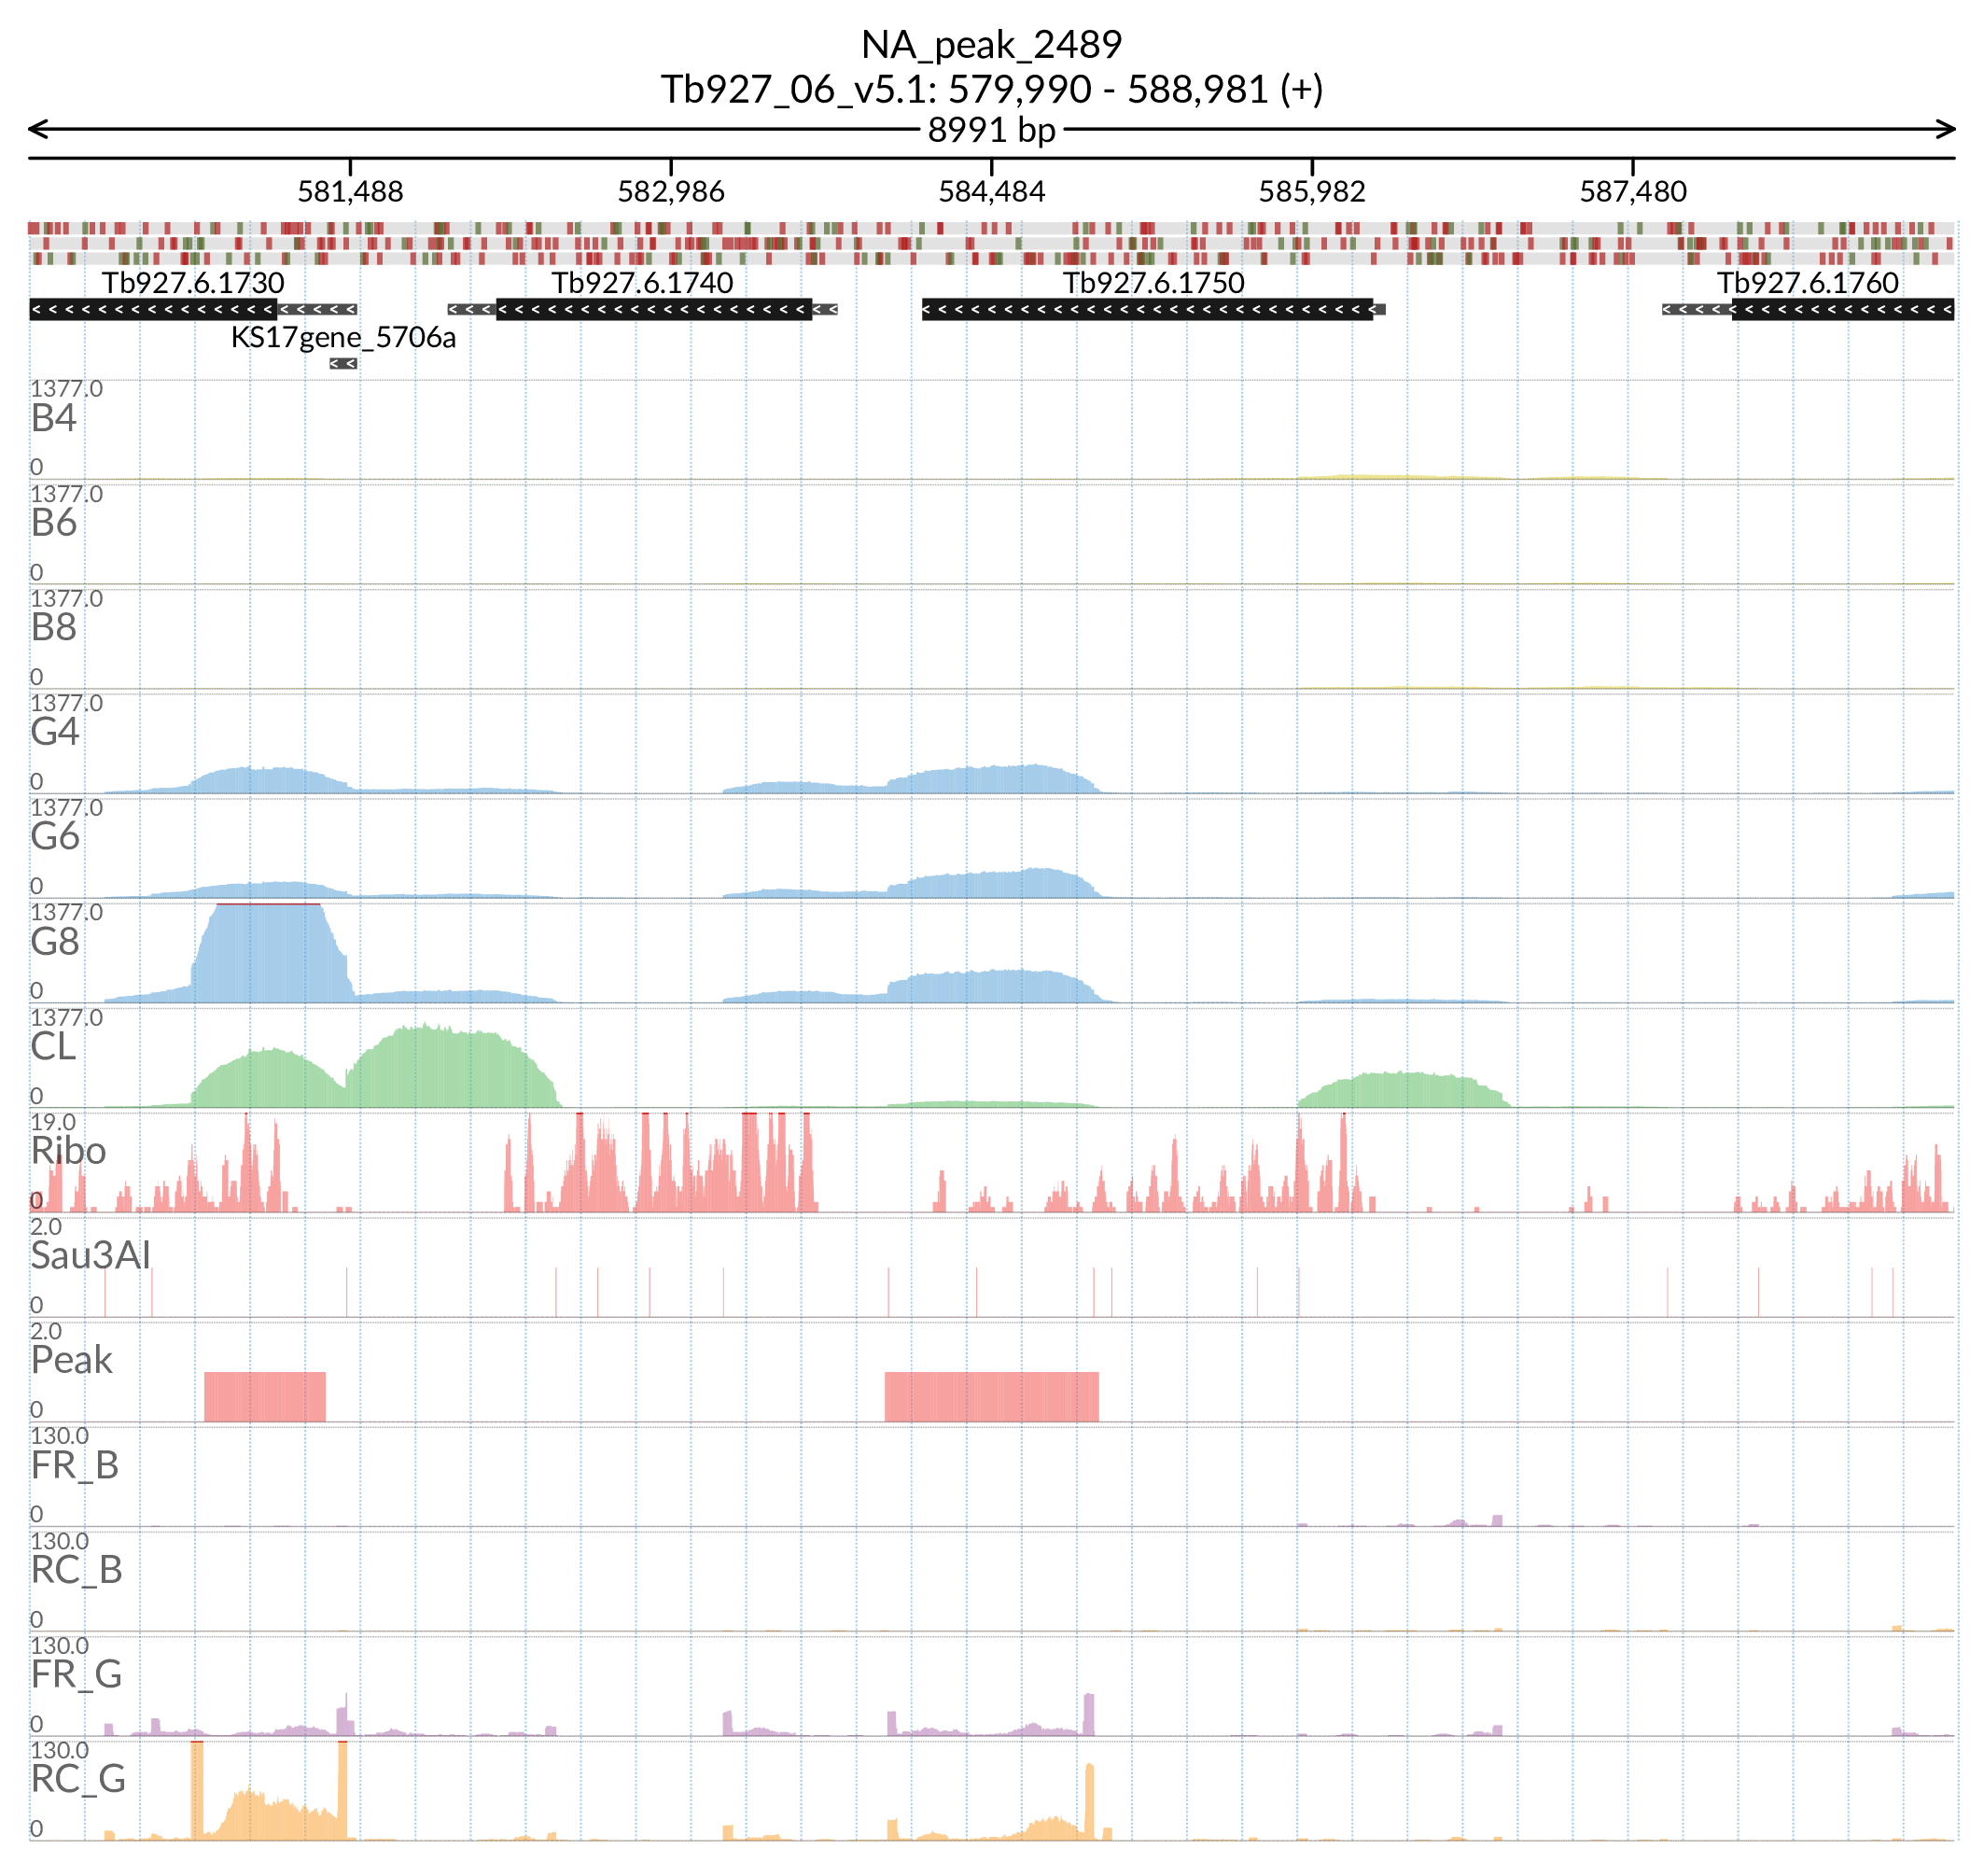 NA_peak_2489
Tb927_06_v5.1: 579,990 - 588,981 (+)
8991 bp
581,488 582,986 584,484 585,982 587,480
Tb927.6.1730 Tb927.6.1740 Tb927.6.1750 Tb927.6.1760
KS17gene_5706a
1377.0
B4
0
1377.0
B6
0
1377.0
B8
0
1377.0
G4
0
1377.0
G6
0
1377.0
G8
0
1377.0
CL
0
19.0
Ribo
0
2.0
Sau3AI
0
2.0
Peak
0
130.0
FR_B
0
130.0
RC_B
0
130.0
FR_G
0
130.0
RC_G
0